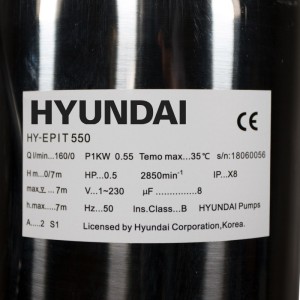 HYUNDAI
CE
HY-EPIT 550
Q l/min...160/0 P1KW 0.55 Temo max...35℃ s/n:18060056
H m...0/7m HP...0.5 2850min⁻¹ IP...X8
max.▽...7m V...1~230 μF.............8
h.max....7m Hz...50 Ins.Class...B HYUNDAI Pumps
A....2 S1 Licensed by Hyundai Corporation,Korea.